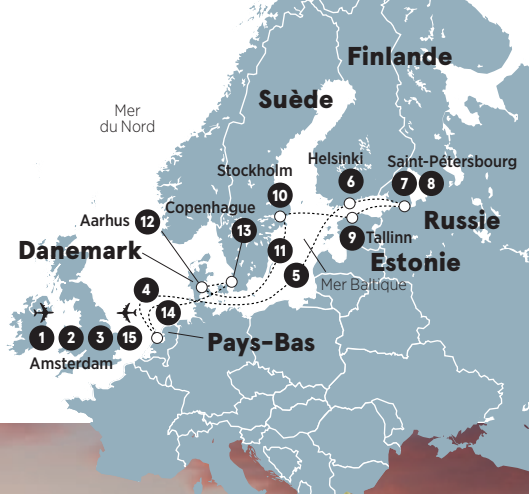 Finlande
Suède
Mer
du Nord
Helsinki
Saint-Pétersbourg
Stockholm
6
7 8
10
Copenhague
Aarhus 12
13
Russie
9 Tallinn
Danemark
11
Estonie
5
Mer Baltique
4
14
1 2 3 15
Pays-Bas
Amsterdam